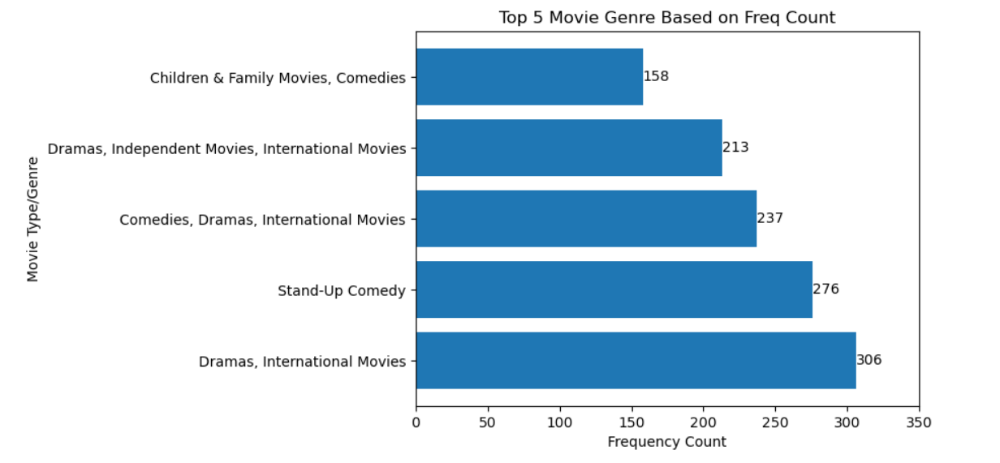 Top 5 Movie Genre Based on Freq Count
Movie Type/Genre
Children & Family Movies, Comedies
158
Dramas, Independent Movies, International Movies
213
Comedies, Dramas, International Movies
237
Stand-Up Comedy
276
Dramas, International Movies
306
0 50 100 150 200 250 300 350
Frequency Count